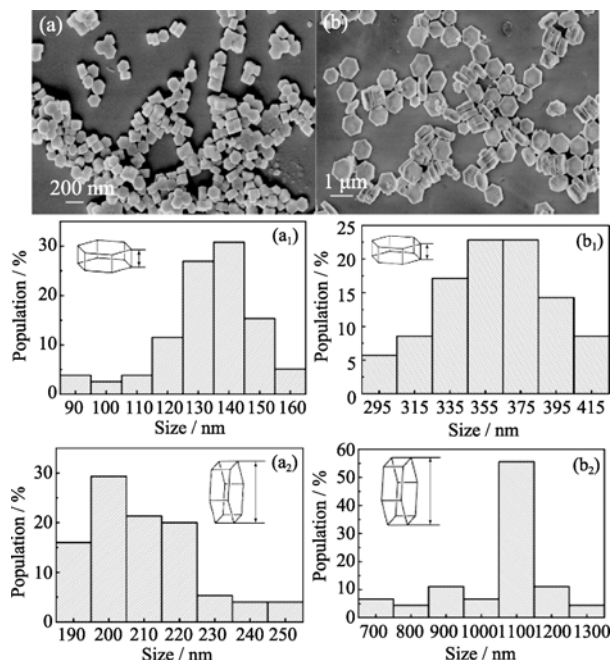 (a)
200 nm
(b)
1 μm
(a₁)
Population / %
30
20
10
0
90 100 110 120 130 140 150 160
Size / nm
(b₁)
Population / %
25
22
15
10
5
0
295 315 335 355 375 395 415
Size / nm
(a₂)
Population / %
30
20
10
0
190 200 210 220 230 240 250
Size / nm
(b₂)
Population / %
60
50
40
30
20
10
0
700 800 900 1000 1100 1200 1300
Size / nm